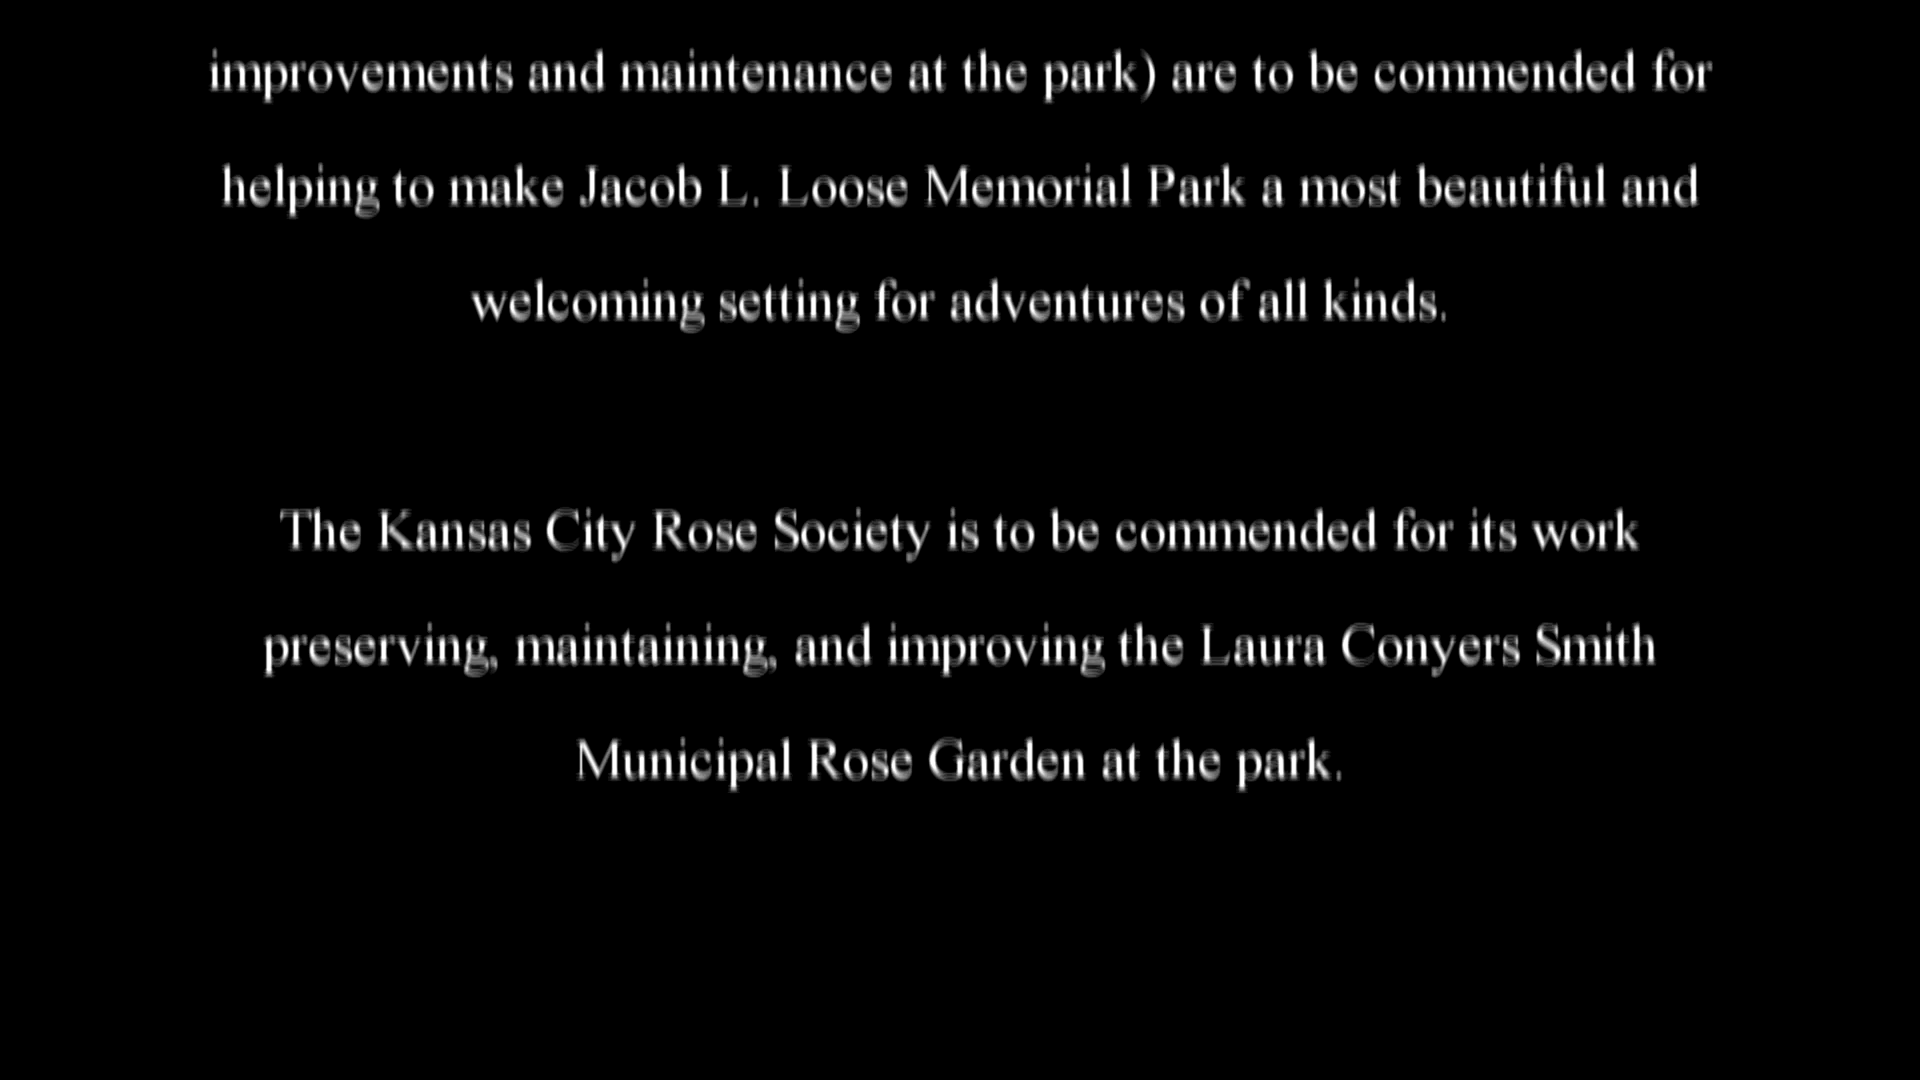 improvements and maintenance at the park) are to be commended for
helping to make Jacob L. Loose Memorial Park a most beautiful and
welcoming setting for adventures of all kinds.
The Kansas City Rose Society is to be commended for its work
preserving, maintaining, and improving the Laura Conyers Smith
Municipal Rose Garden at the park.